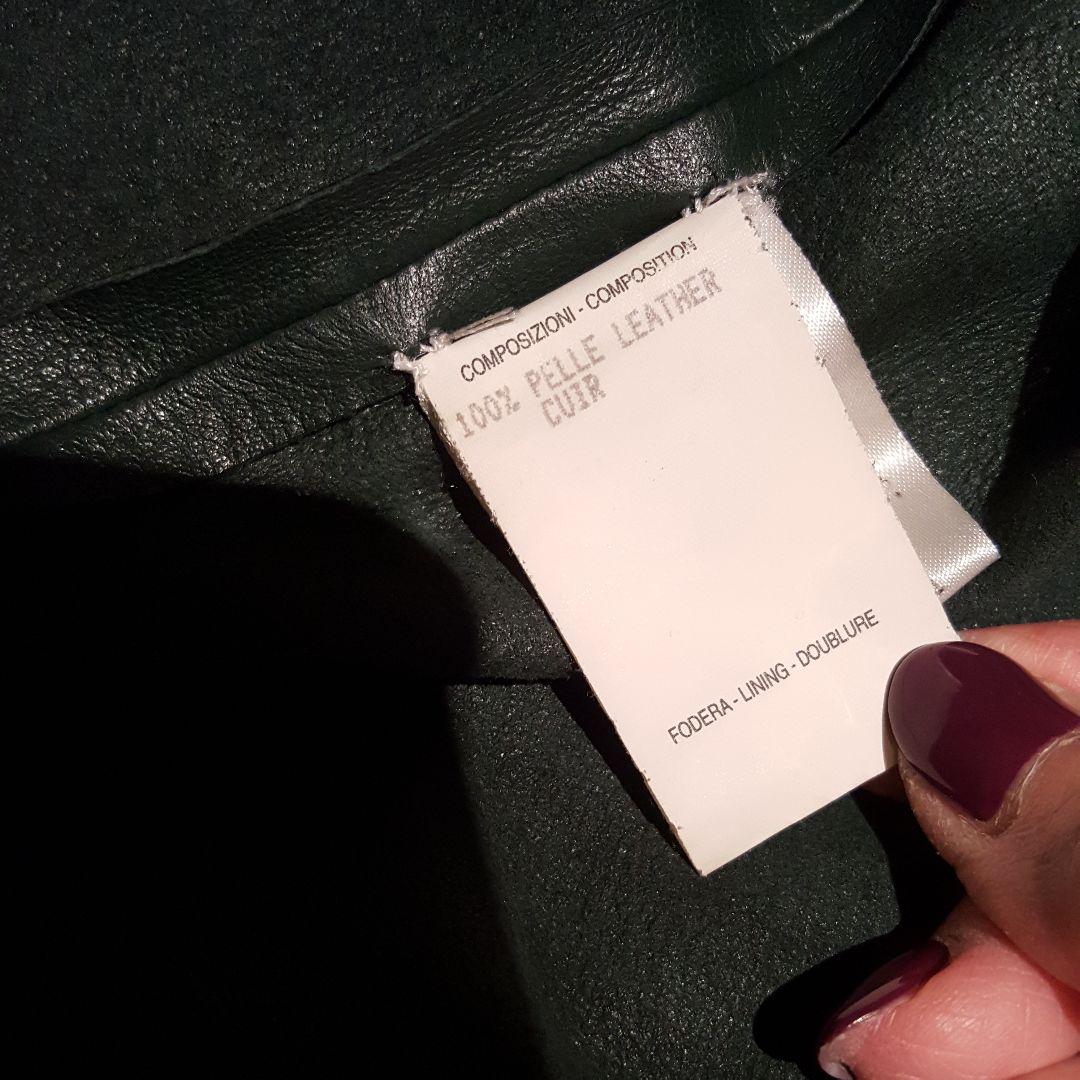 COMPOSIZIONI - COMPOSITION
100% PELLE LEATHER
CUIR
FODERA - LINING - DOUBLURE